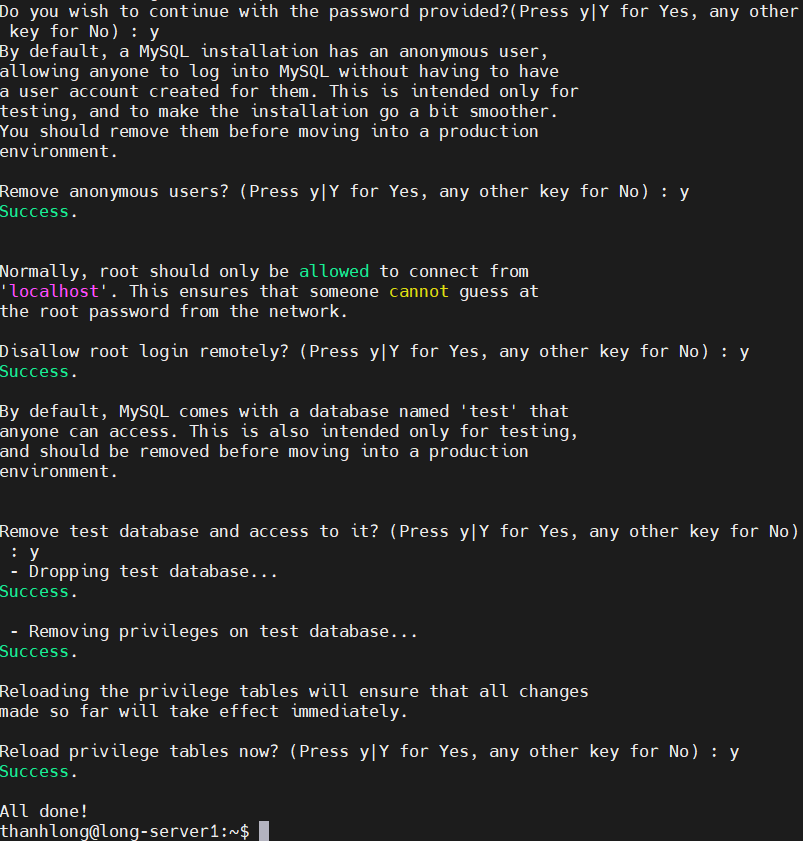 Do you wish to continue with the password provided?(Press y|Y for Yes, any other
 key for No) : y
By default, a MySQL installation has an anonymous user,
allowing anyone to log into MySQL without having to have
a user account created for them. This is intended only for
testing, and to make the installation go a bit smoother.
You should remove them before moving into a production
environment.
Remove anonymous users? (Press y|Y for Yes, any other key for No) : y
Success.
Normally, root should only be allowed to connect from
'localhost'. This ensures that someone cannot guess at
the root password from the network.
Disallow root login remotely? (Press y|Y for Yes, any other key for No) : y
Success.
By default, MySQL comes with a database named 'test' that
anyone can access. This is also intended only for testing,
and should be removed before moving into a production
environment.
Remove test database and access to it? (Press y|Y for Yes, any other key for No)
 : y
 - Dropping test database...
Success.
 - Removing privileges on test database...
Success.
Reloading the privilege tables will ensure that all changes
made so far will take effect immediately.
Reload privilege tables now? (Press y|Y for Yes, any other key for No) : y
Success.
All done!
thanhlong@long-server1:~$